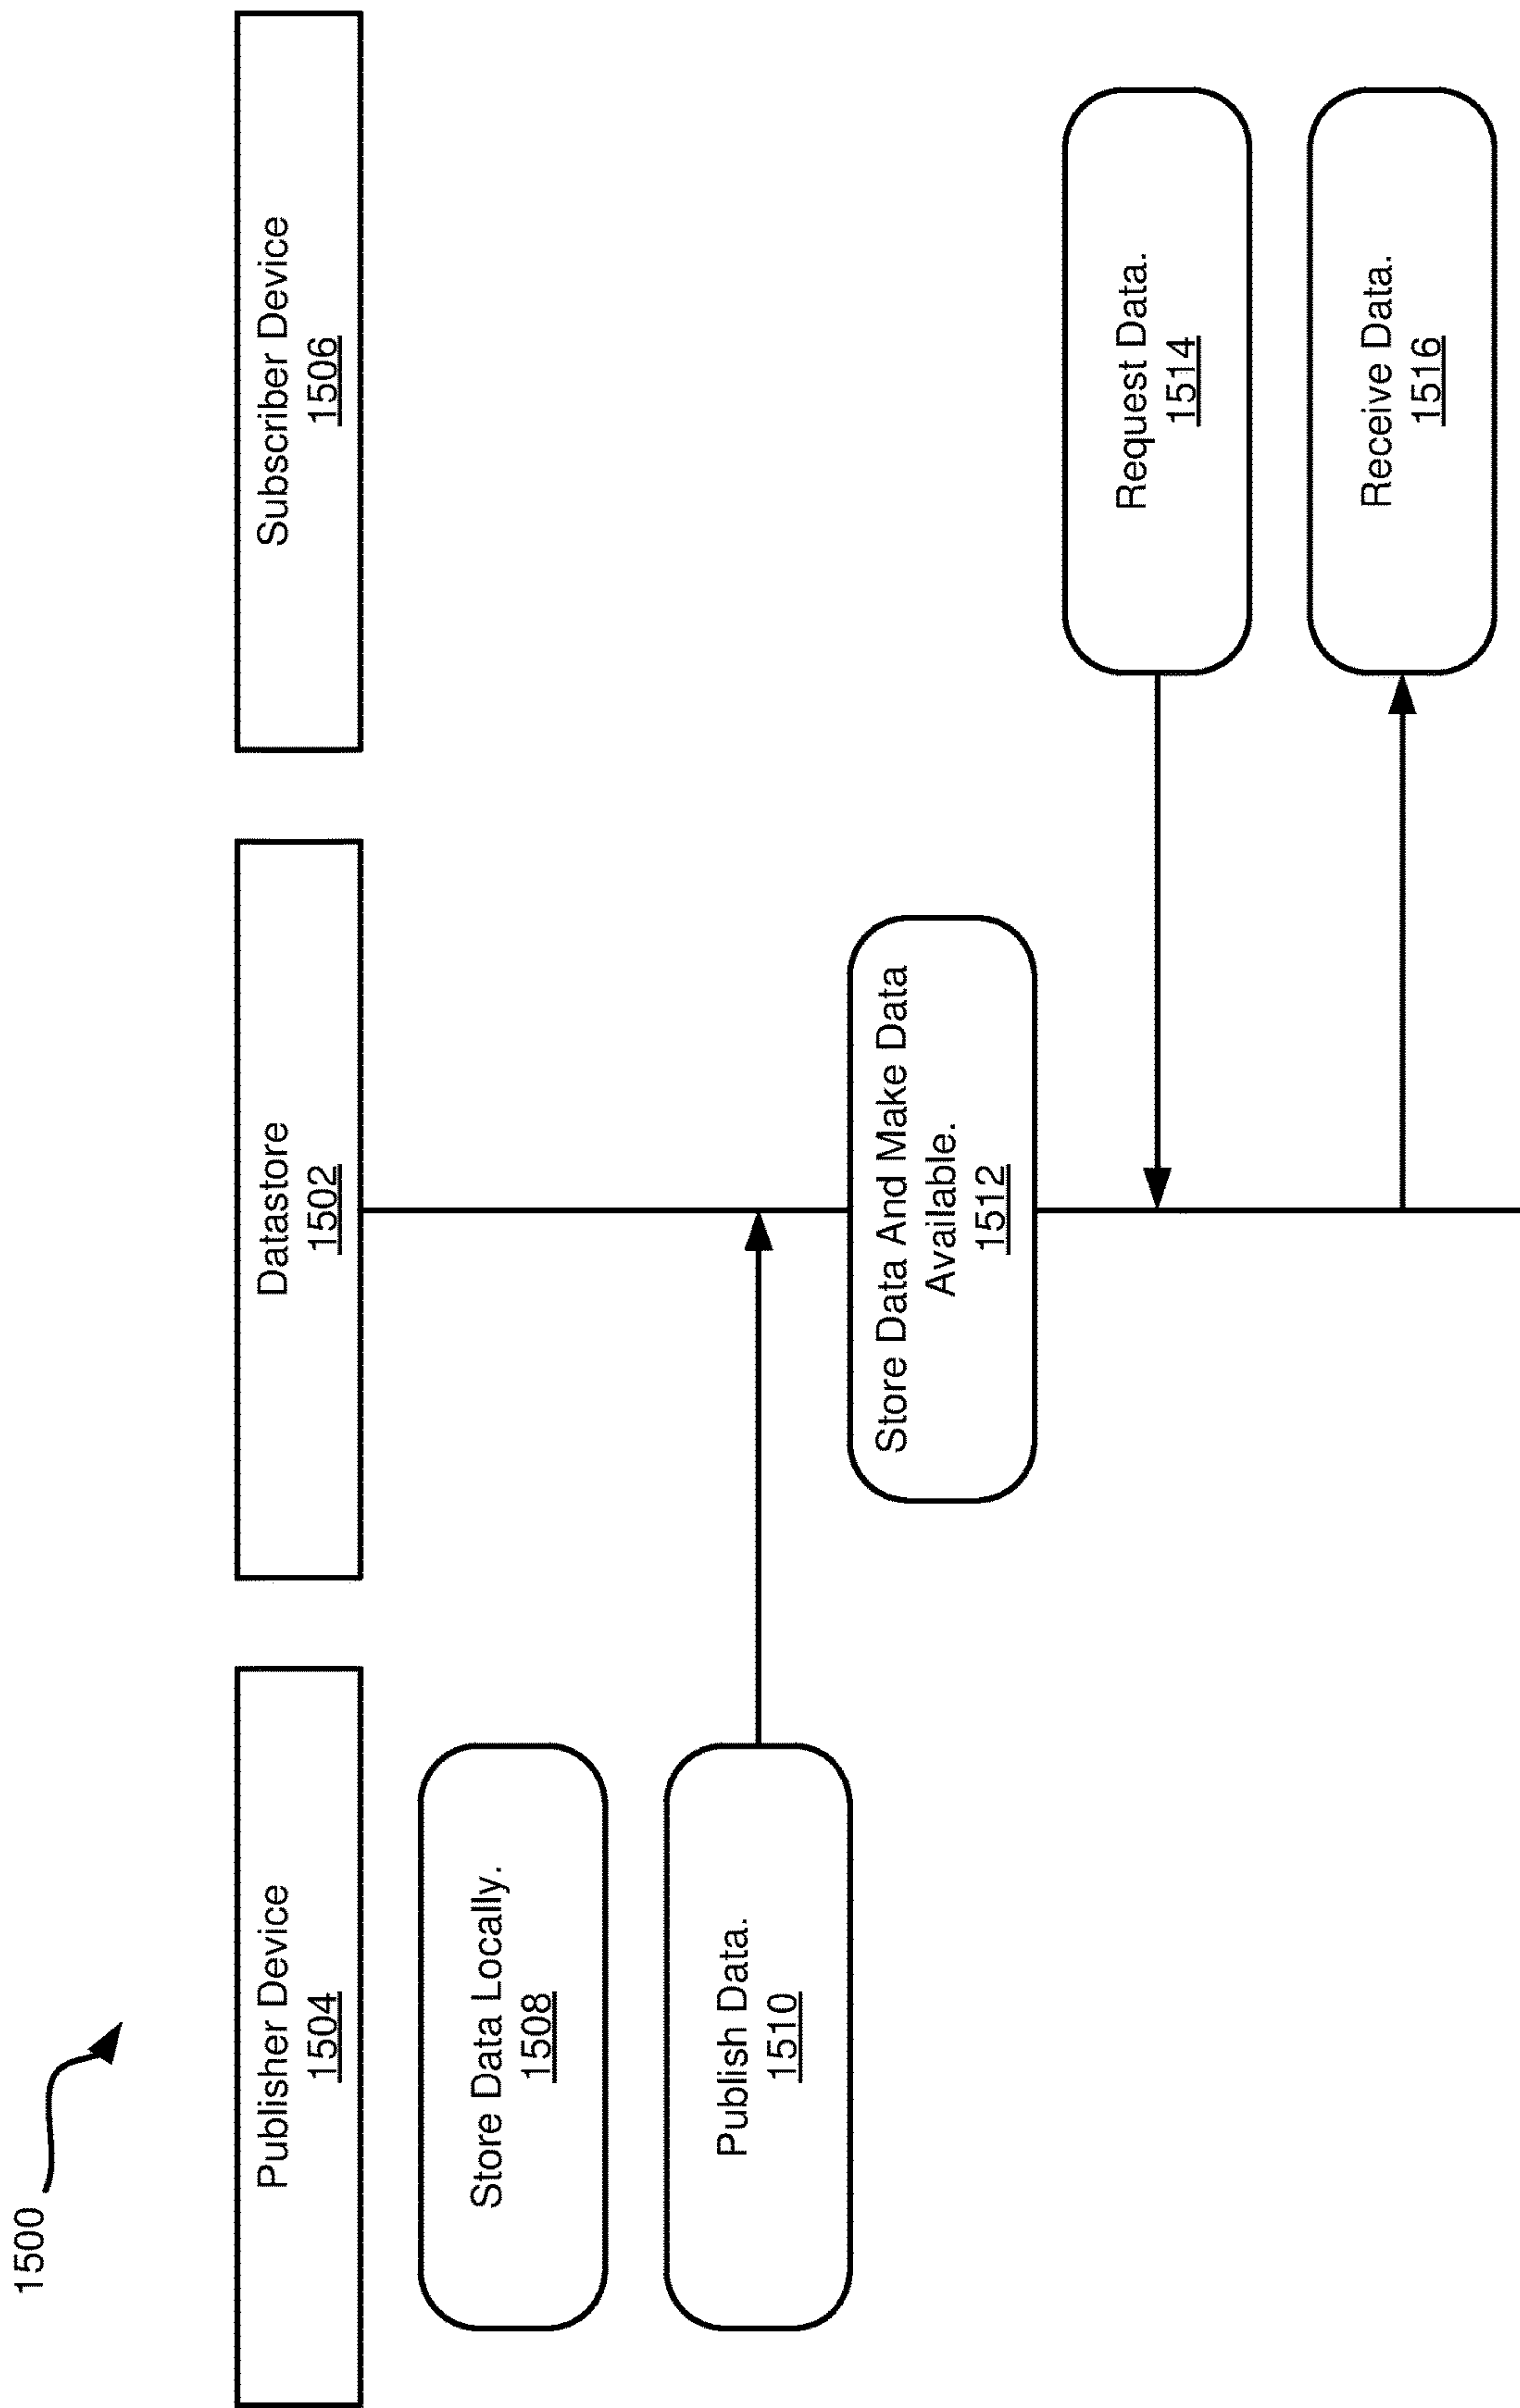 1500
Publisher Device
1504
Datastore
1502
Subscriber Device
1506
Store Data Locally.
1508
Publish Data.
1510
Store Data And Make Data
Available.
1512
Request Data.
1514
Receive Data.
1516